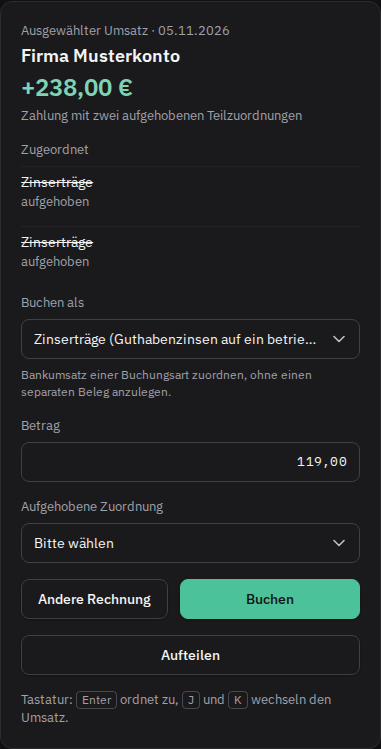 Ausgewählter Umsatz · 05.11.2026
Firma Musterkonto
+238,00 €
Zahlung mit zwei aufgehobenen Teilzuordnungen
Zugeordnet
Zinserträge
aufgehoben
Zinserträge
aufgehoben
Buchen als
Zinserträge (Guthabenzinsen auf ein betrie...
Bankumsatz einer Buchungsart zuordnen, ohne einen
separaten Beleg anzulegen.
Betrag
119,00
Aufgehobene Zuordnung
Bitte wählen
Andere Rechnung Buchen
Aufteilen
Tastatur: Enter ordnet zu, J und K wechseln den
Umsatz.